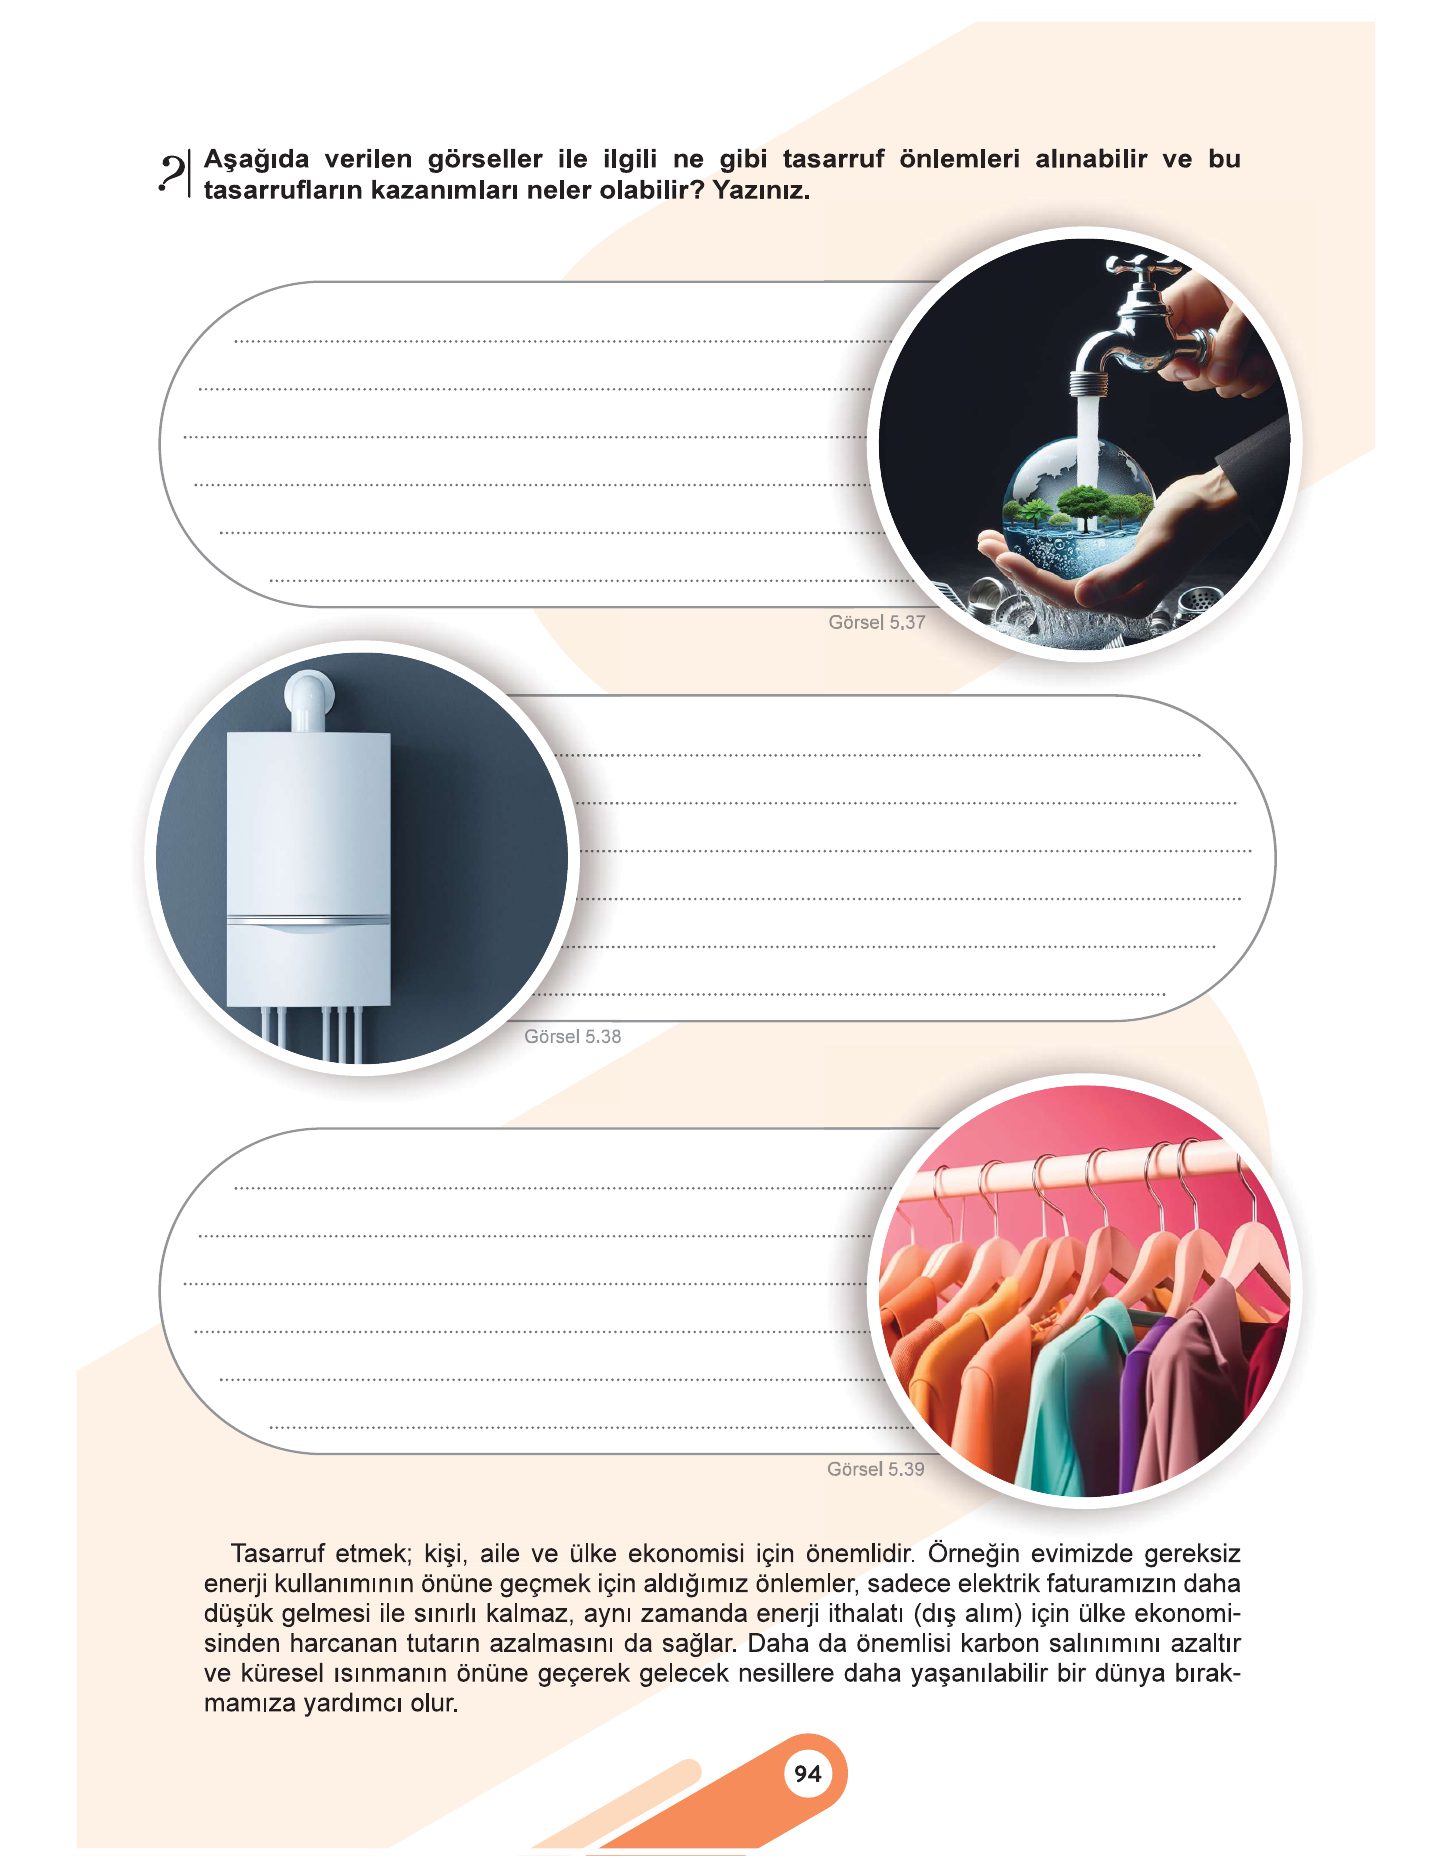 ?
Aşağıda verilen görseller ile ilgili ne gibi tasarruf önlemleri alınabilir ve bu
tasarrufların kazanımları neler olabilir? Yazınız.
Görsel 5.37
Görsel 5.38
Görsel 5.39
Tasarruf etmek; kişi, aile ve ülke ekonomisi için önemlidir. Örneğin evimizde gereksiz
enerji kullanımının önüne geçmek için aldığımız önlemler, sadece elektrik faturamızın daha
düşük gelmesi ile sınırlı kalmaz, aynı zamanda enerji ithalatı (dış alım) için ülke ekonomi-
sinden harcanan tutarın azalmasını da sağlar. Daha da önemlisi karbon salınımını azaltır
ve küresel ısınmanın önüne geçerek gelecek nesillere daha yaşanılabilir bir dünya bırak-
mamıza yardımcı olur.
94